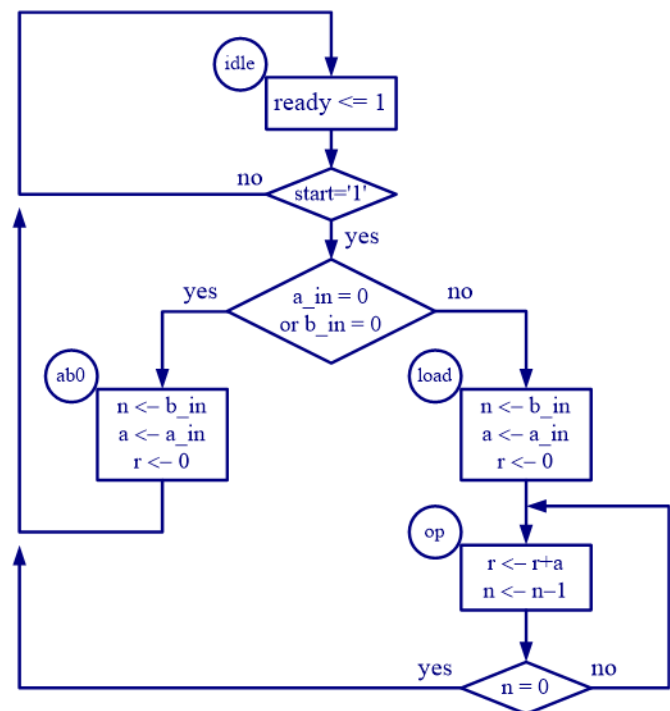 idle
ready <= 1
no
start='1'
yes
yes
a_in = 0
or b_in = 0
no
ab0
n <– b_in
a <– a_in
r <– 0
load
n <– b_in
a <– a_in
r <– 0
op
r <– r+a
n <– n–1
yes
n = 0
no